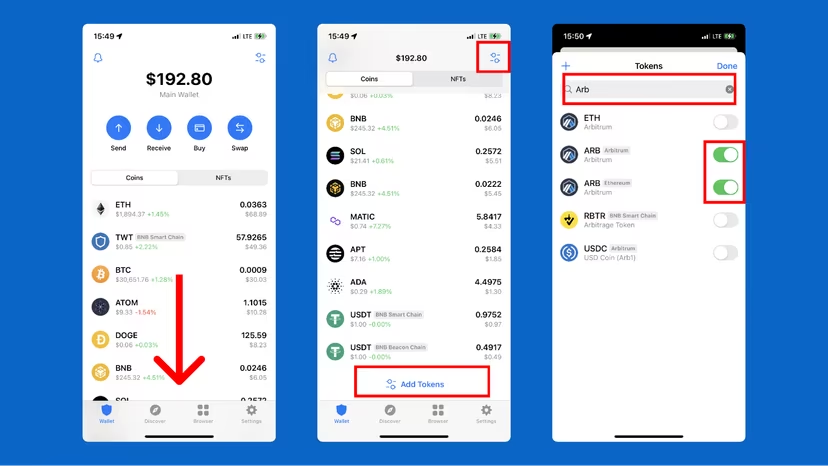 15:49
LTE
$192.80
Main Wallet
Send Receive Buy Swap
Coins NFTs
ETH 0.0363
$1,894.37 +1.45% $68.89
TWT BNB Smart Chain 57.9265
$0.85 +2.22% $49.36
BTC 0.0009
$30,651.76 +1.28% $30.03
ATOM 1.1015
$9.33 -1.54% $10.28
DOGE 125.59
$0.06 +0.03% $8.23
BNB 0.0246
$245.32 +4.51% $6.05
SOL 0.2572
Wallet Discover Browser Settings
15:49
LTE
$192.80
Coins NFTs
$0.06 +0.03% $8.23
BNB 0.0246
$245.32 +4.51% $6.05
SOL 0.2572
$21.41 +0.61% $5.51
BNB 0.0222
$245.32 +4.51% $5.45
MATIC 5.8417
$0.74 +7.27% $4.33
APT 0.2584
$7.16 +1.00% $1.85
ADA 4.4975
$0.29 +1.89% $1.30
USDT BNB Smart Chain 0.9752
$1.00 -0.00% $0.97
USDT BNB Beacon Chain 0.4917
$1.00 -0.00% $0.49
Add Tokens
Wallet Discover Browser Settings
15:50
LTE
Tokens Done
Arb
ETH
Arbitrum
ARB Arbitrum
Arbitrum
ARB Ethereum
Arbitrum
RBTR BNB Smart Chain
Arbitrage Token
USDC Arbitrum
USD Coin (Arb1)